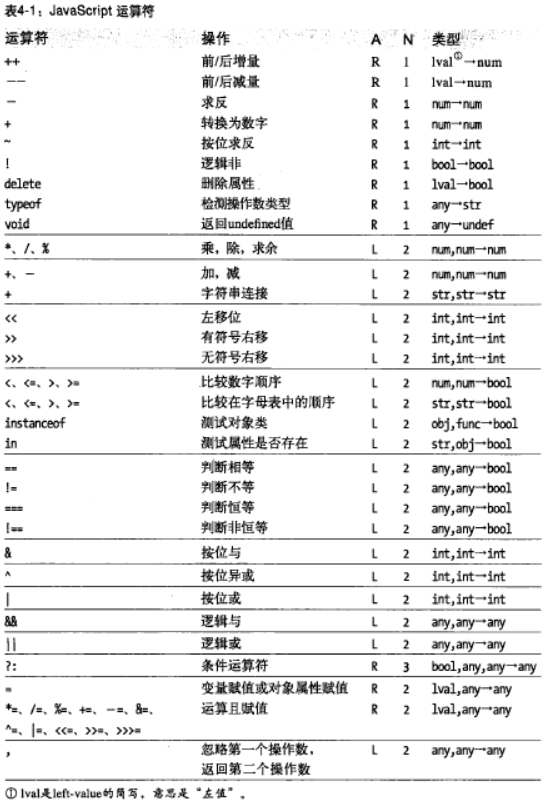 表4-1：JavaScript 运算符
运算符 操作 A N 类型
++ 前/后增量 R 1 lval①→num
-- 前/后减量 R 1 lval→num
- 求反 R 1 num→num
+ 转换为数字 R 1 num→num
~ 按位求反 R 1 int→int
! 逻辑非 R 1 bool→bool
delete 删除属性 R 1 lval→bool
typeof 检测操作数类型 R 1 any→str
void 返回undefined值 R 1 any→undef
*、/、% 乘，除，求余 L 2 num,num→num
+、- 加，减 L 2 num,num→num
+ 字符串连接 L 2 str,str→str
<< 左移位 L 2 int,int→int
>> 有符号右移 L 2 int,int→int
>>> 无符号右移 L 2 int,int→int
<、<=、>、>= 比较数字顺序 L 2 num,num→bool
<、<=、>、>= 比较在字母表中的顺序 L 2 str,str→bool
instanceof 测试对象类 L 2 obj,func→bool
in 测试属性是否存在 L 2 str,obj→bool
== 判断相等 L 2 any,any→bool
!= 判断不等 L 2 any,any→bool
=== 判断恒等 L 2 any,any→bool
!== 判断非恒等 L 2 any,any→bool
& 按位与 L 2 int,int→int
^ 按位异或 L 2 int,int→int
| 按位或 L 2 int,int→int
&& 逻辑与 L 2 any,any→any
|| 逻辑或 L 2 any,any→any
?: 条件运算符 R 3 bool,any,any→any
= 变量赋值或对象属性赋值 R 2 lval,any→any
*=、/=、%=、+=、-=、&=、 运算且赋值 R 2 lval,any→any
^=、|=、<<=、>>=、>>>=
, 忽略第一个操作数， L 2 any,any→any
返回第二个操作数
① lval是left-value的简写，意思是“左值”。